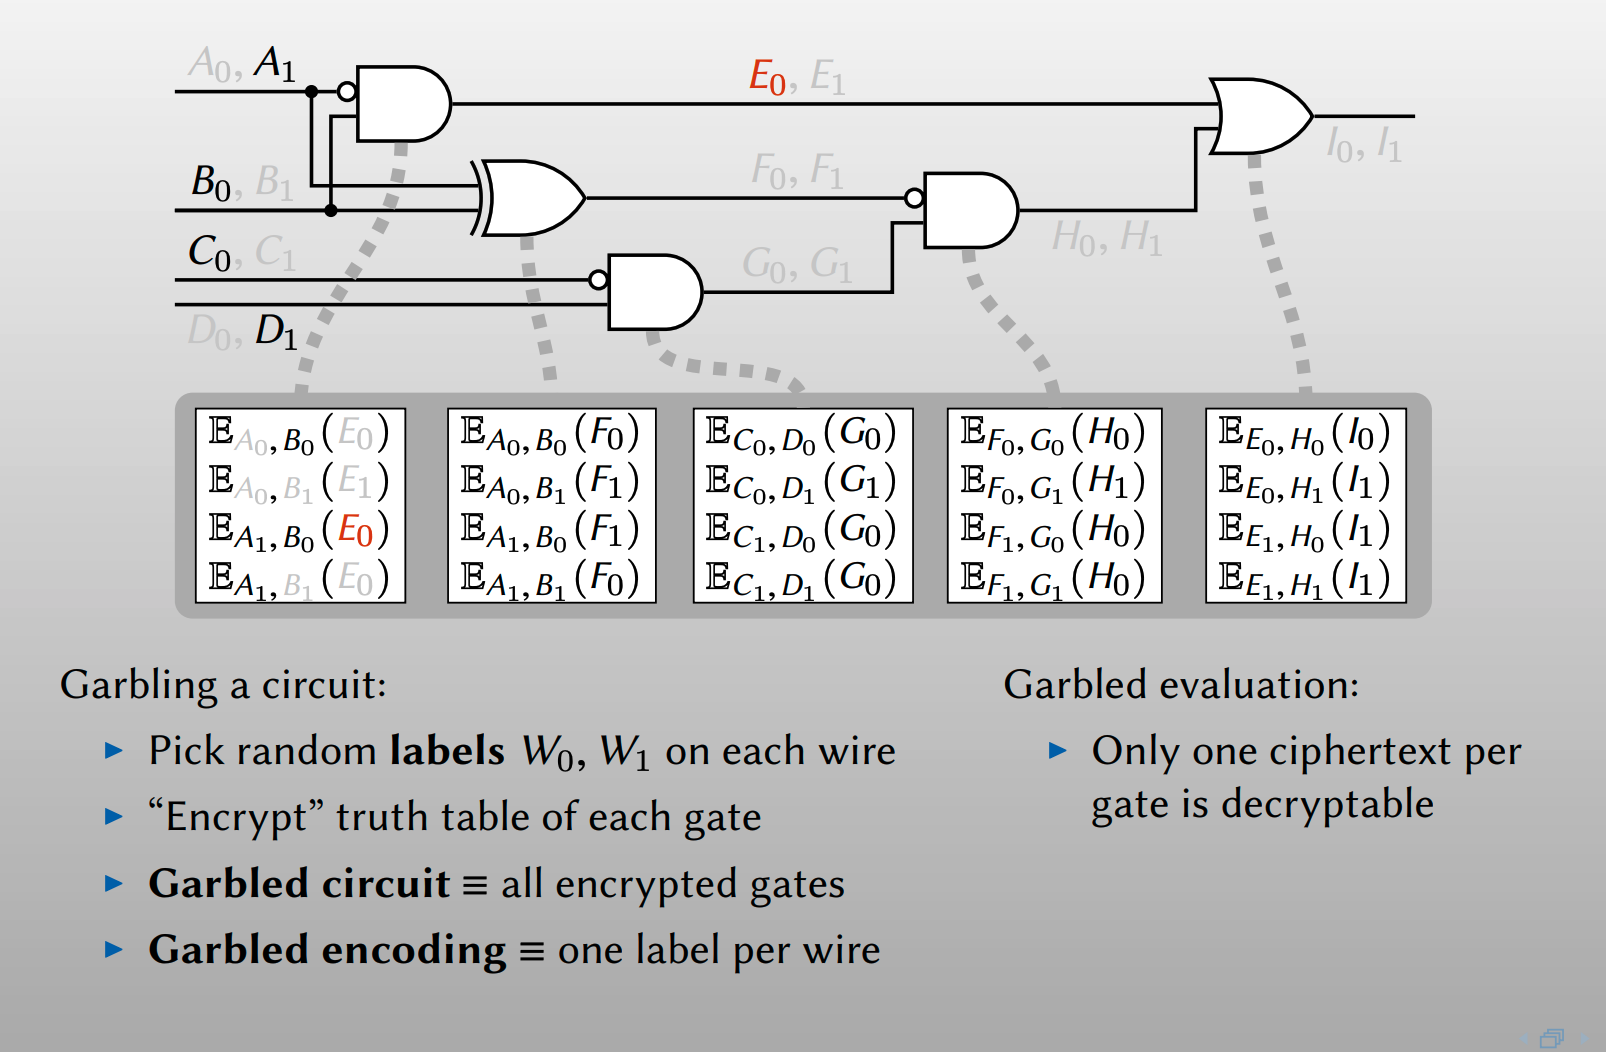 A₀, A₁
E₀, E₁
I₀, I₁
B₀, B₁
F₀, F₁
C₀, C₁
G₀, G₁
H₀, H₁
D₀, D₁
𝔼A₀, B₀(E₀)
𝔼A₀, B₁(E₁)
𝔼A₁, B₀(E₀)
𝔼A₁, B₁(E₀)
𝔼A₀, B₀(F₀)
𝔼A₀, B₁(F₁)
𝔼A₁, B₀(F₁)
𝔼A₁, B₁(F₀)
𝔼C₀, D₀(G₀)
𝔼C₀, D₁(G₁)
𝔼C₁, D₀(G₀)
𝔼C₁, D₁(G₀)
𝔼F₀, G₀(H₀)
𝔼F₀, G₁(H₁)
𝔼F₁, G₀(H₀)
𝔼F₁, G₁(H₀)
𝔼E₀, H₀(I₀)
𝔼E₀, H₁(I₁)
𝔼E₁, H₀(I₁)
𝔼E₁, H₁(I₁)
Garbling a circuit:
Pick random labels W₀, W₁ on each wire
“Encrypt” truth table of each gate
Garbled circuit ≡ all encrypted gates
Garbled encoding ≡ one label per wire
Garbled evaluation:
Only one ciphertext per
gate is decryptable